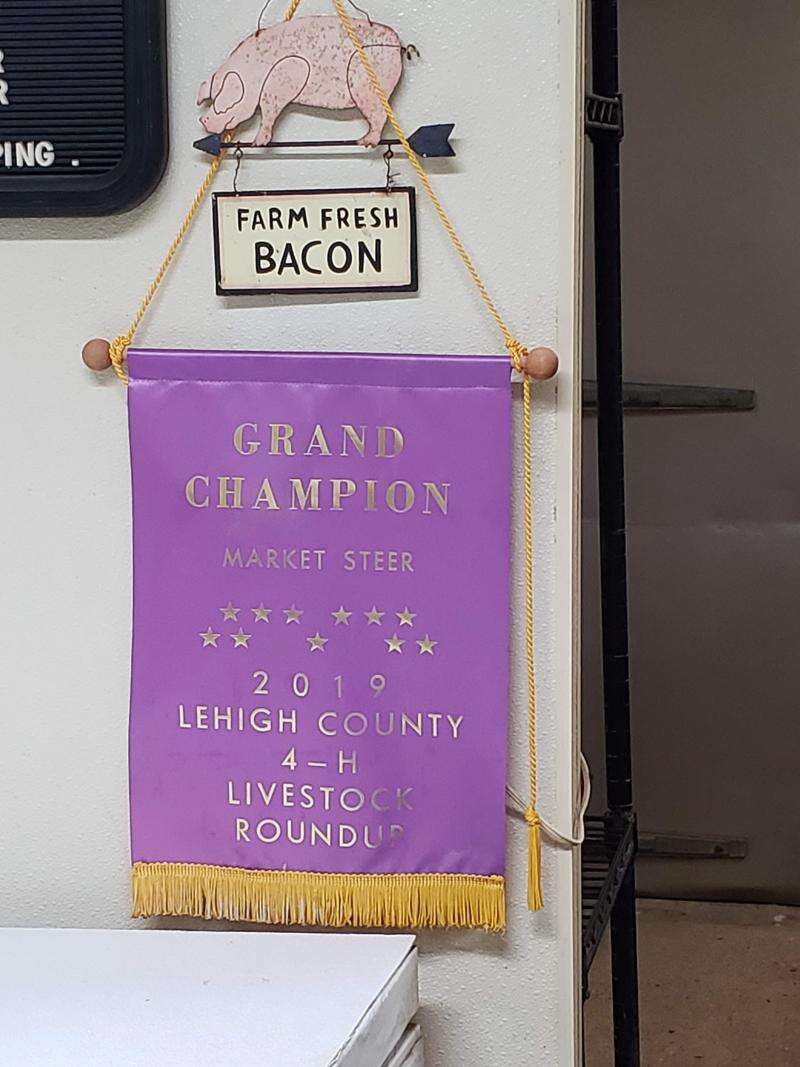 PING .
FARM FRESH
BACON
GRAND
CHAMPION
MARKET STEER
2019
LEHIGH COUNTY
4-H
LIVESTOCK
ROUNDUP